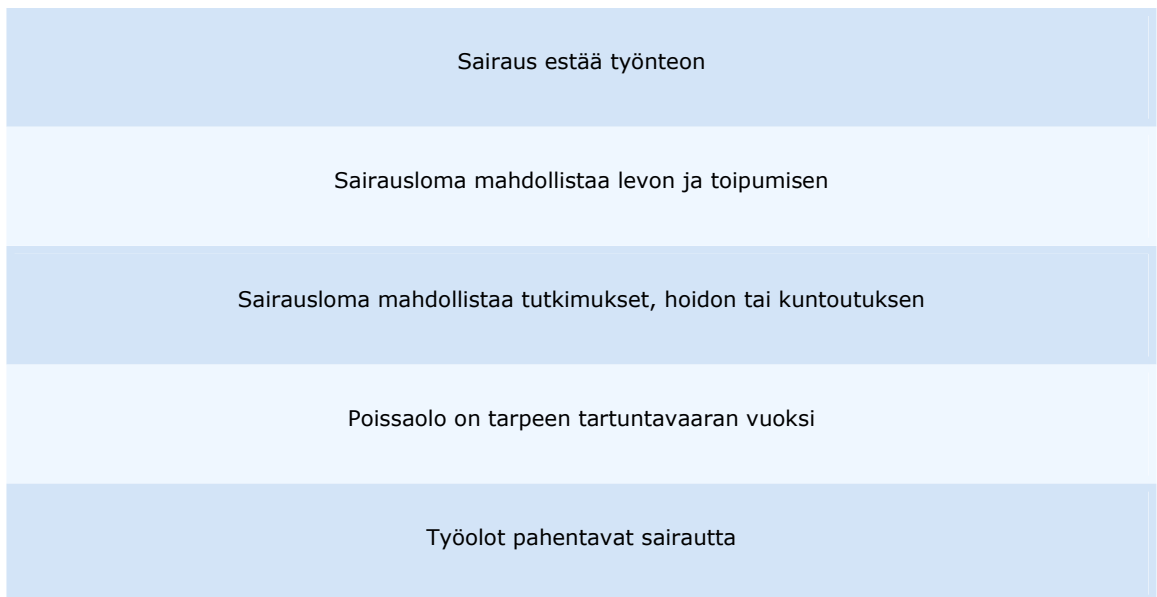 Sairaus estää työnteon
Sairausloma mahdollistaa levon ja toipumisen
Sairausloma mahdollistaa tutkimukset, hoidon tai kuntoutuksen
Poissaolo on tarpeen tartuntavaaran vuoksi
Työolot pahentavat sairautta